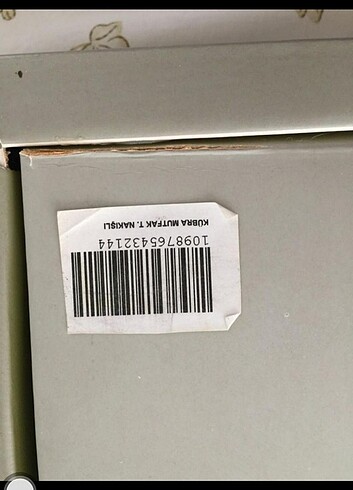 KÜBRA MUTFAK T. NAKIŞLI
1098765432144